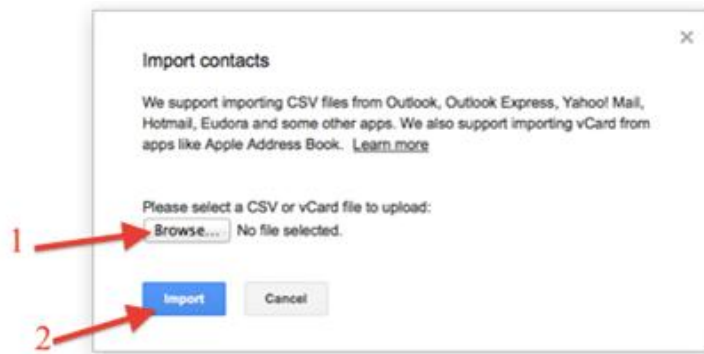 Import contacts
We support importing CSV files from Outlook, Outlook Express, Yahoo! Mail,
Hotmail, Eudora and some other apps. We also support importing vCard from
apps like Apple Address Book. Learn more
Please select a CSV or vCard file to upload:
1 Browse... No file selected.
Import Cancel
2